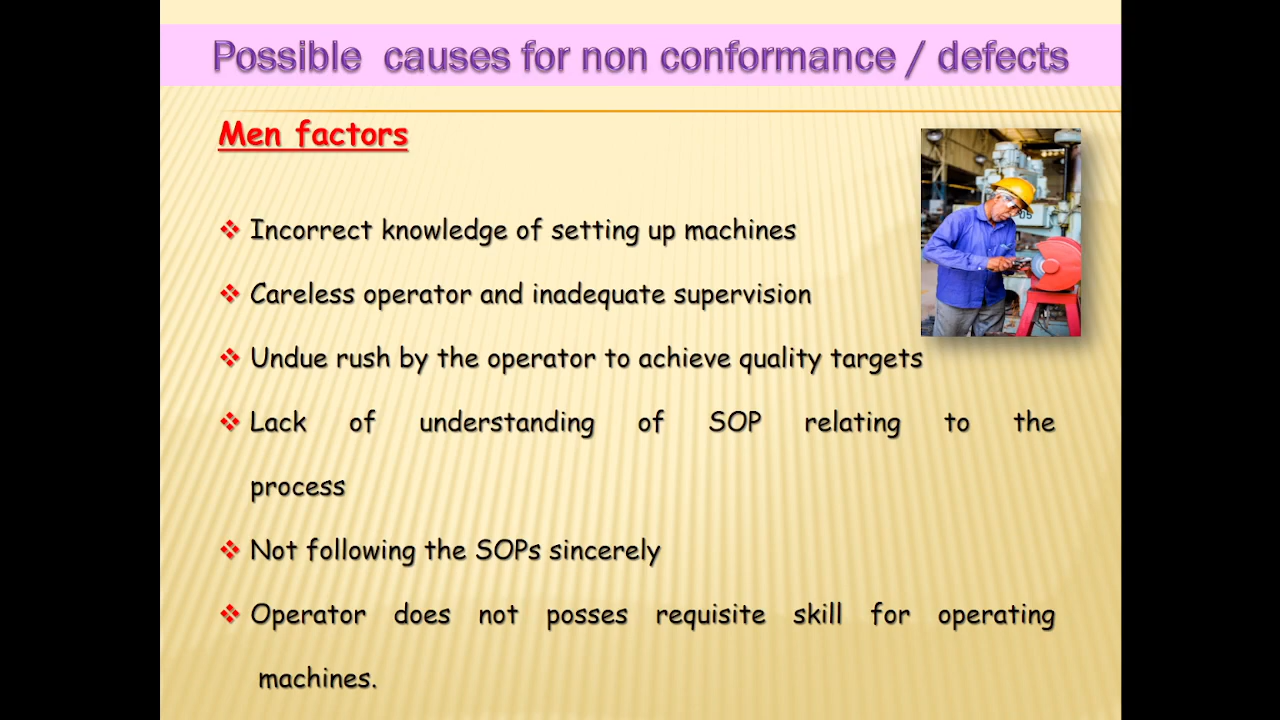 Possible causes for non conformance / defects
Men factors
Incorrect knowledge of setting up machines
Careless operator and inadequate supervision
Undue rush by the operator to achieve quality targets
Lack of understanding of SOP relating to the
process
Not following the SOPs sincerely
Operator does not posses requisite skill for operating
machines.